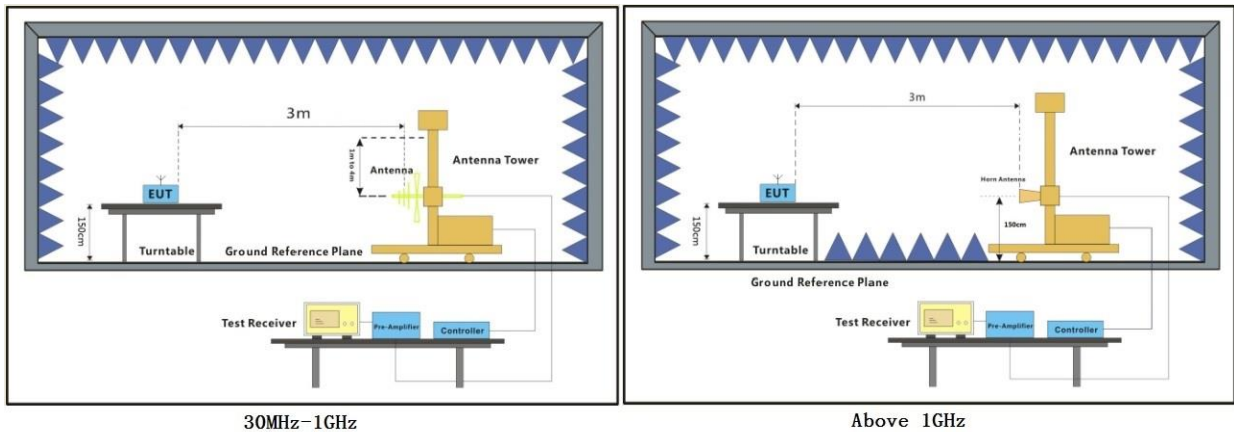 3m
1m to 4m
Antenna
Antenna Tower
EUT
150cm
Turntable
Ground Reference Plane
Test Receiver
Pre-Amplifier
Controller
30MHz-1GHz
3m
Antenna Tower
Horn Antenna
EUT
150cm
150cm
Turntable
Ground Reference Plane
Test Receiver
Pre-Amplifier
Controller
Above 1GHz